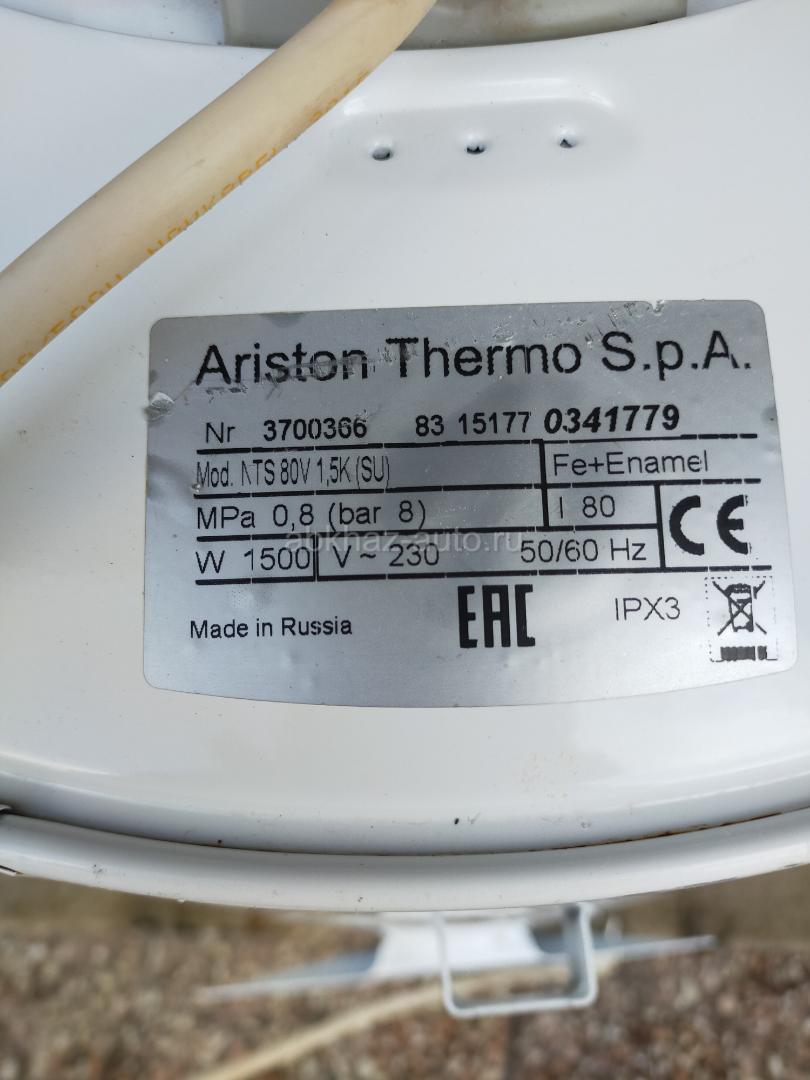 Ariston Thermo S.p.A.
Nr 3700366 83 15177 0341779
Mod. NTS 80V 1,5K (SU) Fe+Enamel
MPa 0,8 (bar 8) l 80 CE
abkhaz-auto.ru
W 1500 V~ 230 50/60 Hz
Made in Russia EAC IPX3